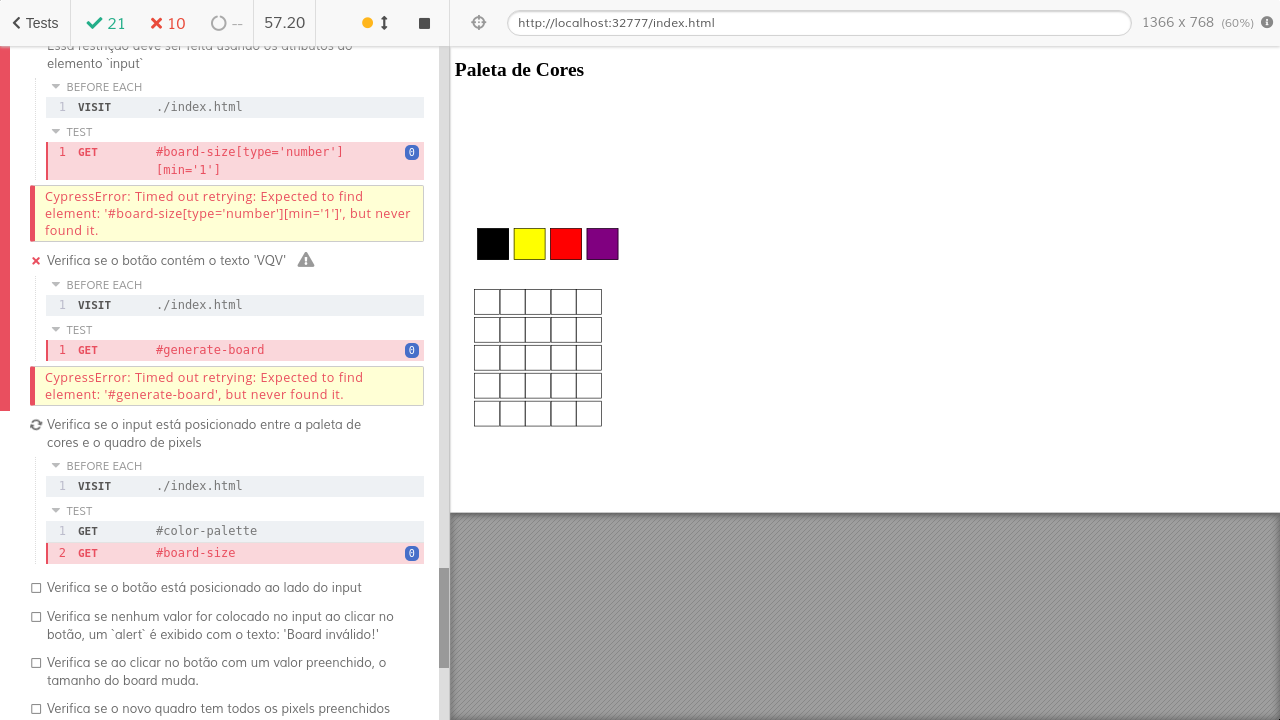 Tests
21
10
--
57.20
http://localhost:32777/index.html
1366 x 768 (60%)
Essa restrição deve ser feita usando os atributos do
elemento `input`
BEFORE EACH
1 VISIT ./index.html
TEST
1 GET #board-size[type='number']
[min='1']
0
CypressError: Timed out retrying: Expected to find
element: '#board-size[type='number'][min='1']', but never
found it.
Verifica se o botão contém o texto 'VQV'
BEFORE EACH
1 VISIT ./index.html
TEST
1 GET #generate-board 0
CypressError: Timed out retrying: Expected to find
element: '#generate-board', but never found it.
Verifica se o input está posicionado entre a paleta de
cores e o quadro de pixels
BEFORE EACH
1 VISIT ./index.html
TEST
1 GET #color-palette
2 GET #board-size 0
Verifica se o botão está posicionado ao lado do input
Verifica se nenhum valor for colocado no input ao clicar no
botão, um `alert` é exibido com o texto: 'Board inválido!'
Verifica se ao clicar no botão com um valor preenchido, o
tamanho do board muda.
Verifica se o novo quadro tem todos os pixels preenchidos
Paleta de Cores